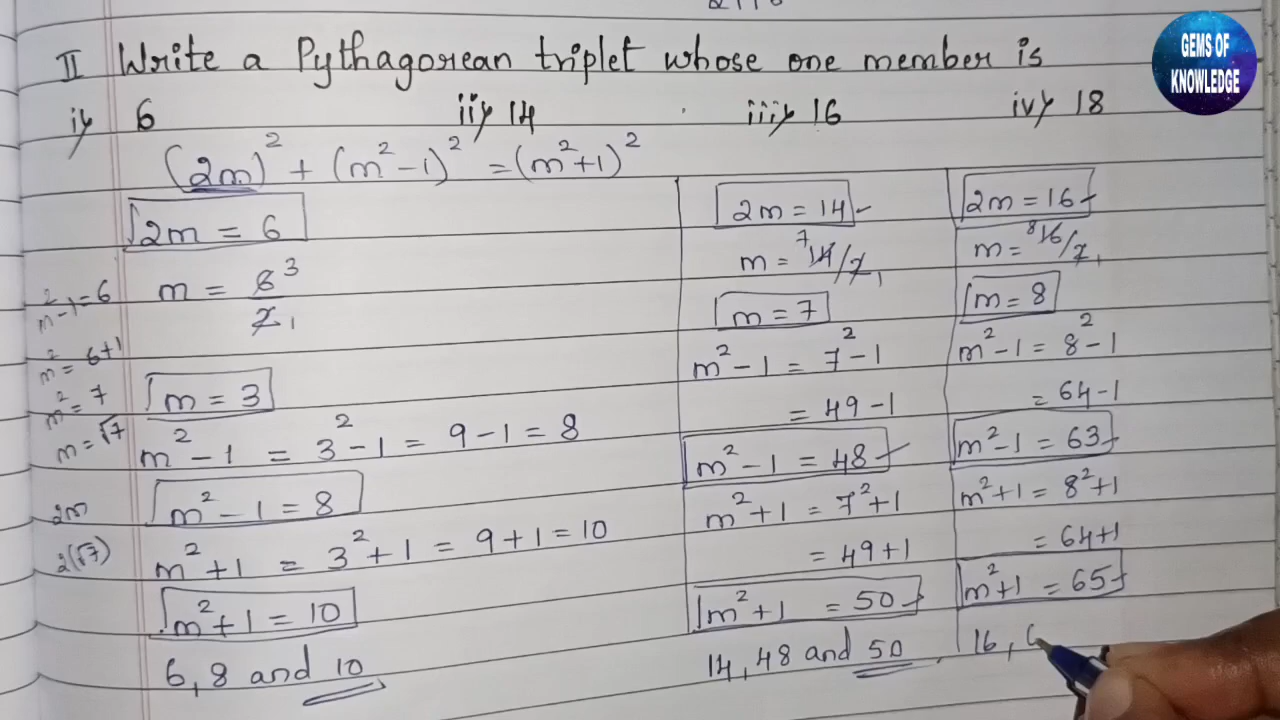 II Write a Pythagorean triplet whose one member is
i) 6 ii) 14 iii) 16 iv) 18
(2m)² + (m²-1)² = (m²+1)²
2m = 6
m = 6/2
3
1
m = 3
m²-1 = 3²-1 = 9-1 = 8
m²-1 = 8
m²+1 = 3²+1 = 9+1 = 10
m²+1 = 10
6, 8 and 10
m²-1=6
m²= 6+1
m²= 7
m=√7
2m
2(√7)
2m = 14
m = 14/2
7
1
m = 7
m²-1 = 7²-1
= 49-1
m²-1 = 48
m²+1 = 7²+1
= 49+1
m²+1 = 50
14, 48 and 50
2m = 16
m = 16/2
8
1
m = 8
m²-1 = 8²-1
= 64-1
m²-1 = 63
m²+1 = 8²+1
= 64+1
m²+1 = 65
16,
GEMS OF
KNOWLEDGE